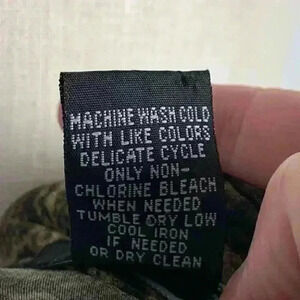 MACHINE WASH COLD
WITH LIKE COLORS
DELICATE CYCLE
ONLY NON-
CHLORINE BLEACH
WHEN NEEDED
TUMBLE DRY LOW
COOL IRON
IF NEEDED
OR DRY CLEAN